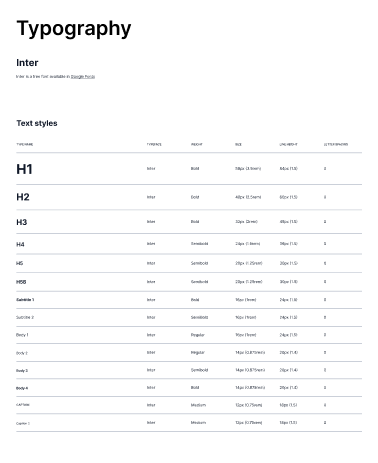 Typography
Inter
Inter is a free font available in Google Fonts
Text styles
TYPE NAME TYPEFACE WEIGHT SIZE LINE HEIGHT LETTER SPACING
H1 Inter Bold 56px (3.5rem) 0
H2 Inter Bold 40px (2.5rem) 60px (1.5) 0
H3 Inter Bold 32px (2rem) 48px (1.5) 0
H4 Inter Semibold 24px (1.5rem) 36px (1.5) 0
H5 Inter Semibold 20px (1.25rem) 30px (1.5) 0
Inter Semibold 20px (1.25rem) 30px (1.5) 0
Subtitle 1 Inter Bold 16px (1rem) 24px (1.5) 0
Subtitle 2 Inter Semibold 16px (1rem) 24px (1.5) 0
Body 1 Inter Regular 16px (1rem) 24px (1.5) 0
Body 2 Inter Regular 14px (0.875rem) 20px (1.4) 0
Body 3 Inter Semibold 14px (0.875rem) 20px (1.4) 0
Body 4 Inter Bold 14px (0.875rem) 20px (1.4) 0
CAPTION Inter Medium 12px (0.75rem) 18px (1.5) 0
Inter Medium 12px (0.75rem) 18px (1.5) 0